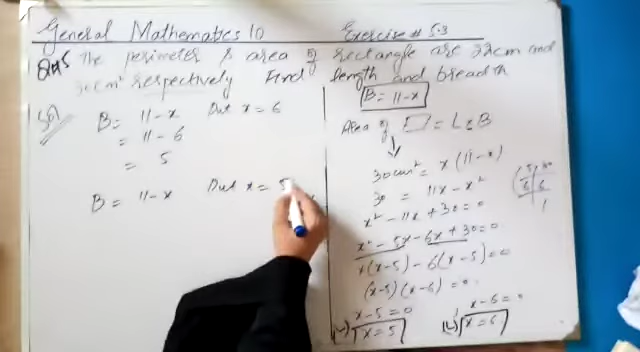 General Mathematics 10 Exercise # 5.3
Qu#5 The perimeter & area of rectangle are 22cm and
30cm² respectively Find length and breadth
Sol
B = 11 - x Put x = 6
= 11 - 6
= 5
B = 11 - x Put x = 5
B = 11 - x
Area of ▭ = L x B
30cm² = x (11 - x)
30 = 11x - x²
x² - 11x + 30 = 0
x² - 5x - 6x + 30 = 0
x(x-5) - 6(x-5) = 0
(x-5)(x-6) = 0
x - 5 = 0 x - 6 = 0
x = 5 x = 6